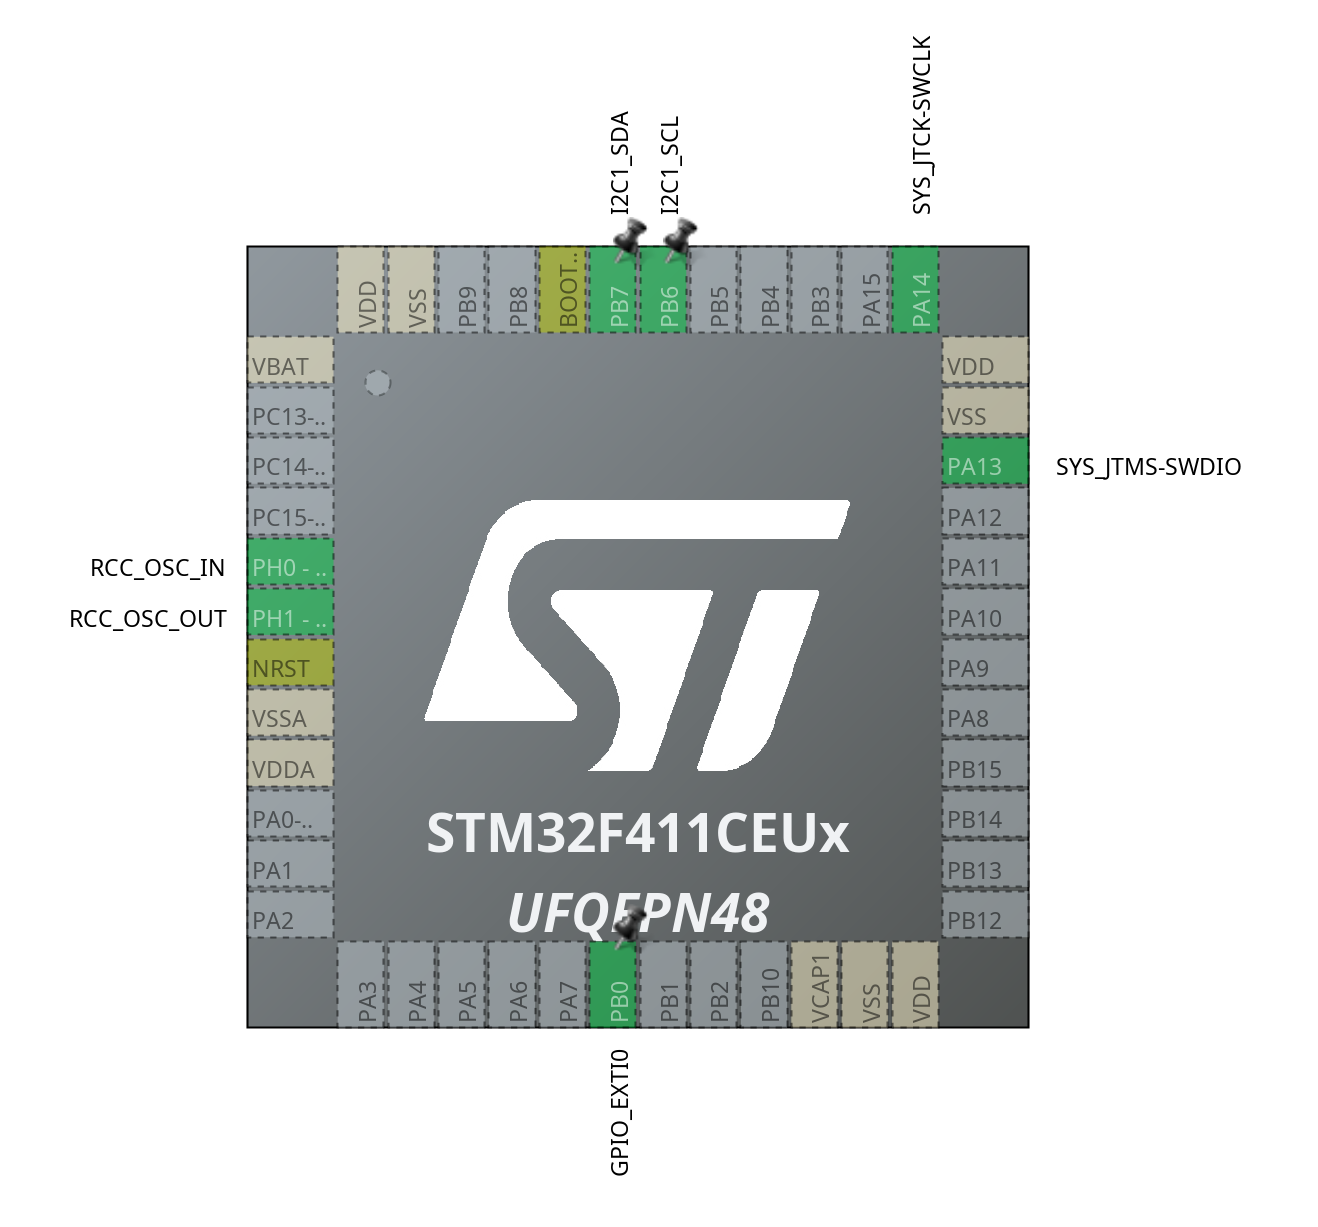 SYS_JTCK-SWCLK
I2C1_SDA
I2C1_SCL
VDD
VSS
PB9
PB8
BOOT..
PB7
PB6
PB5
PB4
PB3
PA15
PA14
VBAT
PC13-..
PC14-..
PC15-..
RCC_OSC_IN
PH0 - ..
RCC_OSC_OUT
PH1 - ..
NRST
VSSA
VDDA
PA0-..
PA1
PA2
VDD
VSS
PA13
SYS_JTMS-SWDIO
PA12
PA11
PA10
PA9
PA8
PB15
PB14
PB13
PB12
ST
STM32F411CEUx
UFQFPN48
PA3
PA4
PA5
PA6
PA7
PB0
PB1
PB2
PB10
VCAP1
VSS
VDD
GPIO_EXTI0